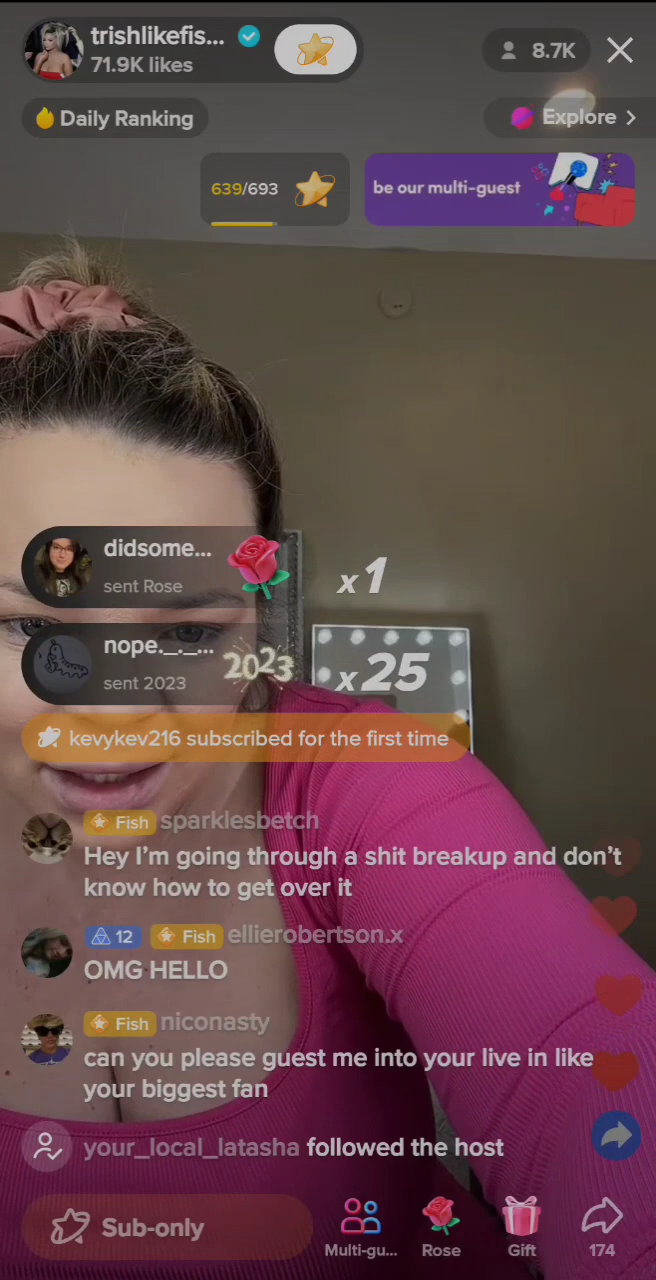 trishlikefis...
71.9K likes
8.7K
Daily Ranking
Explore >
639/693
be our multi-guest
didsome...
sent Rose
x1
nope._._...
sent 2023
2023
x25
kevykev216 subscribed for the first time
Fish sparklesbetch
Hey I'm going through a shit breakup and don't
know how to get over it
12 Fish ellierobertson.x
OMG HELLO
Fish niconasty
can you please guest me into your live in like
your biggest fan
your_local_latasha followed the host
Sub-only
Multi-gu...
Rose
Gift
174